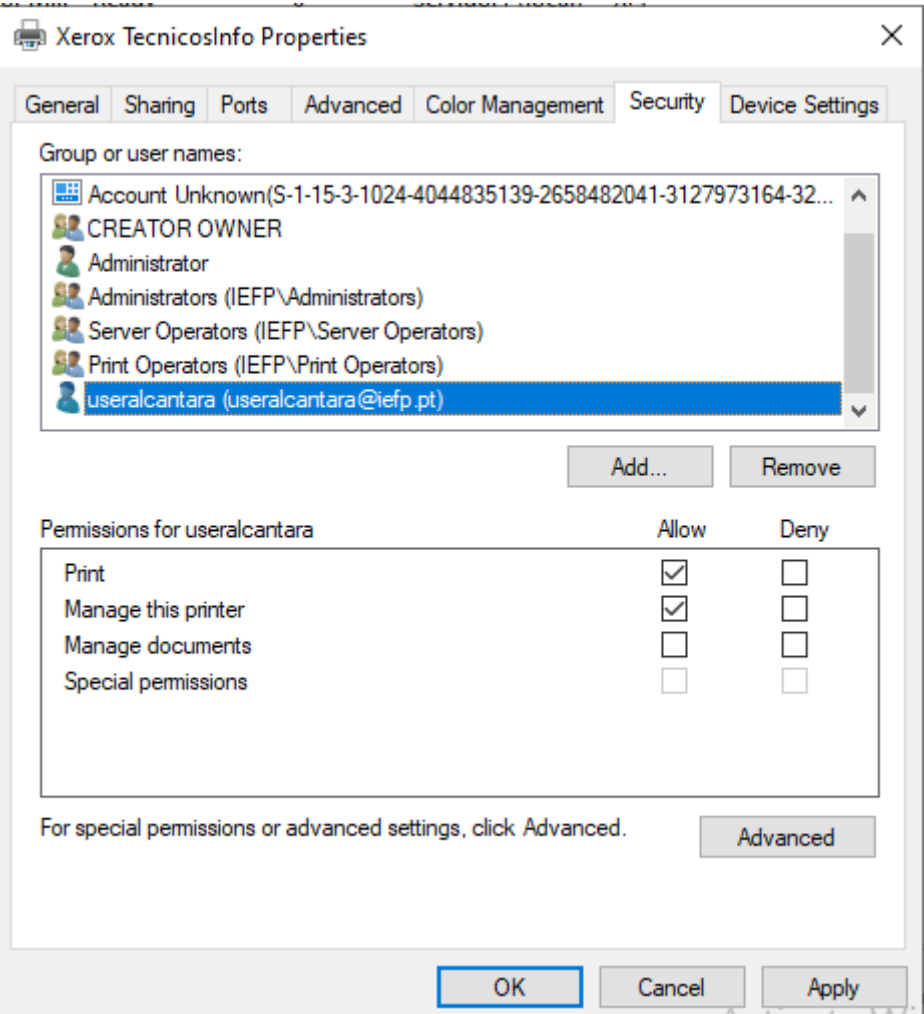 Xerox TecnicosInfo Properties
General Sharing Ports Advanced Color Management Security Device Settings
Group or user names:
Account Unknown(S-1-15-3-1024-4044835139-2658482041-3127973164-32...
CREATOR OWNER
Administrator
Administrators (IEFP\Administrators)
Server Operators (IEFP\Server Operators)
Print Operators (IEFP\Print Operators)
useralcantara (useralcantara@iefp.pt)
Add... Remove
Permissions for useralcantara Allow Deny
Print
Manage this printer
Manage documents
Special permissions
For special permissions or advanced settings, click Advanced.
Advanced
OK Cancel Apply